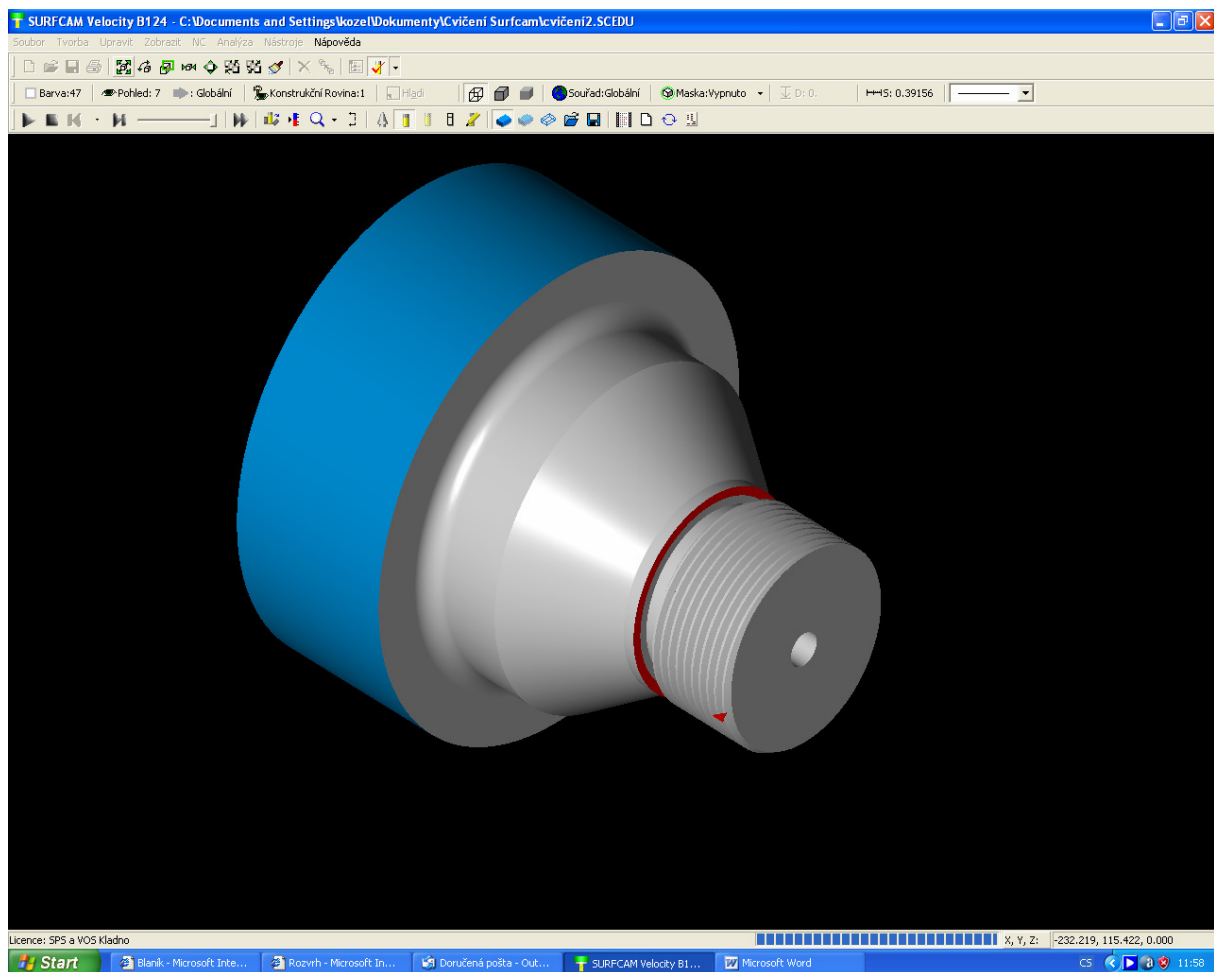 SURFCAM Velocity B124 - C:\Documents and Settings\kozel\Dokumenty\Cvičení Surfcam\cvičení2.SCEDU
Soubor Tvorba Upravit Zobrazit NC Analýza Nástroje Nápověda
Barva:47 Pohled: 7 : Globální Konstrukční Rovina:1 Hladi Souřad:Globální Maska:Vypnuto D: 0. S: 0.39156
Licence: SPS a VOS Kladno X, Y, Z: -232.219, 115.422, 0.000
Start Blaník - Microsoft Inte... Rozvrh - Microsoft In... Doručená pošta - Out... SURFCAM Velocity B1... Microsoft Word CS 11:58